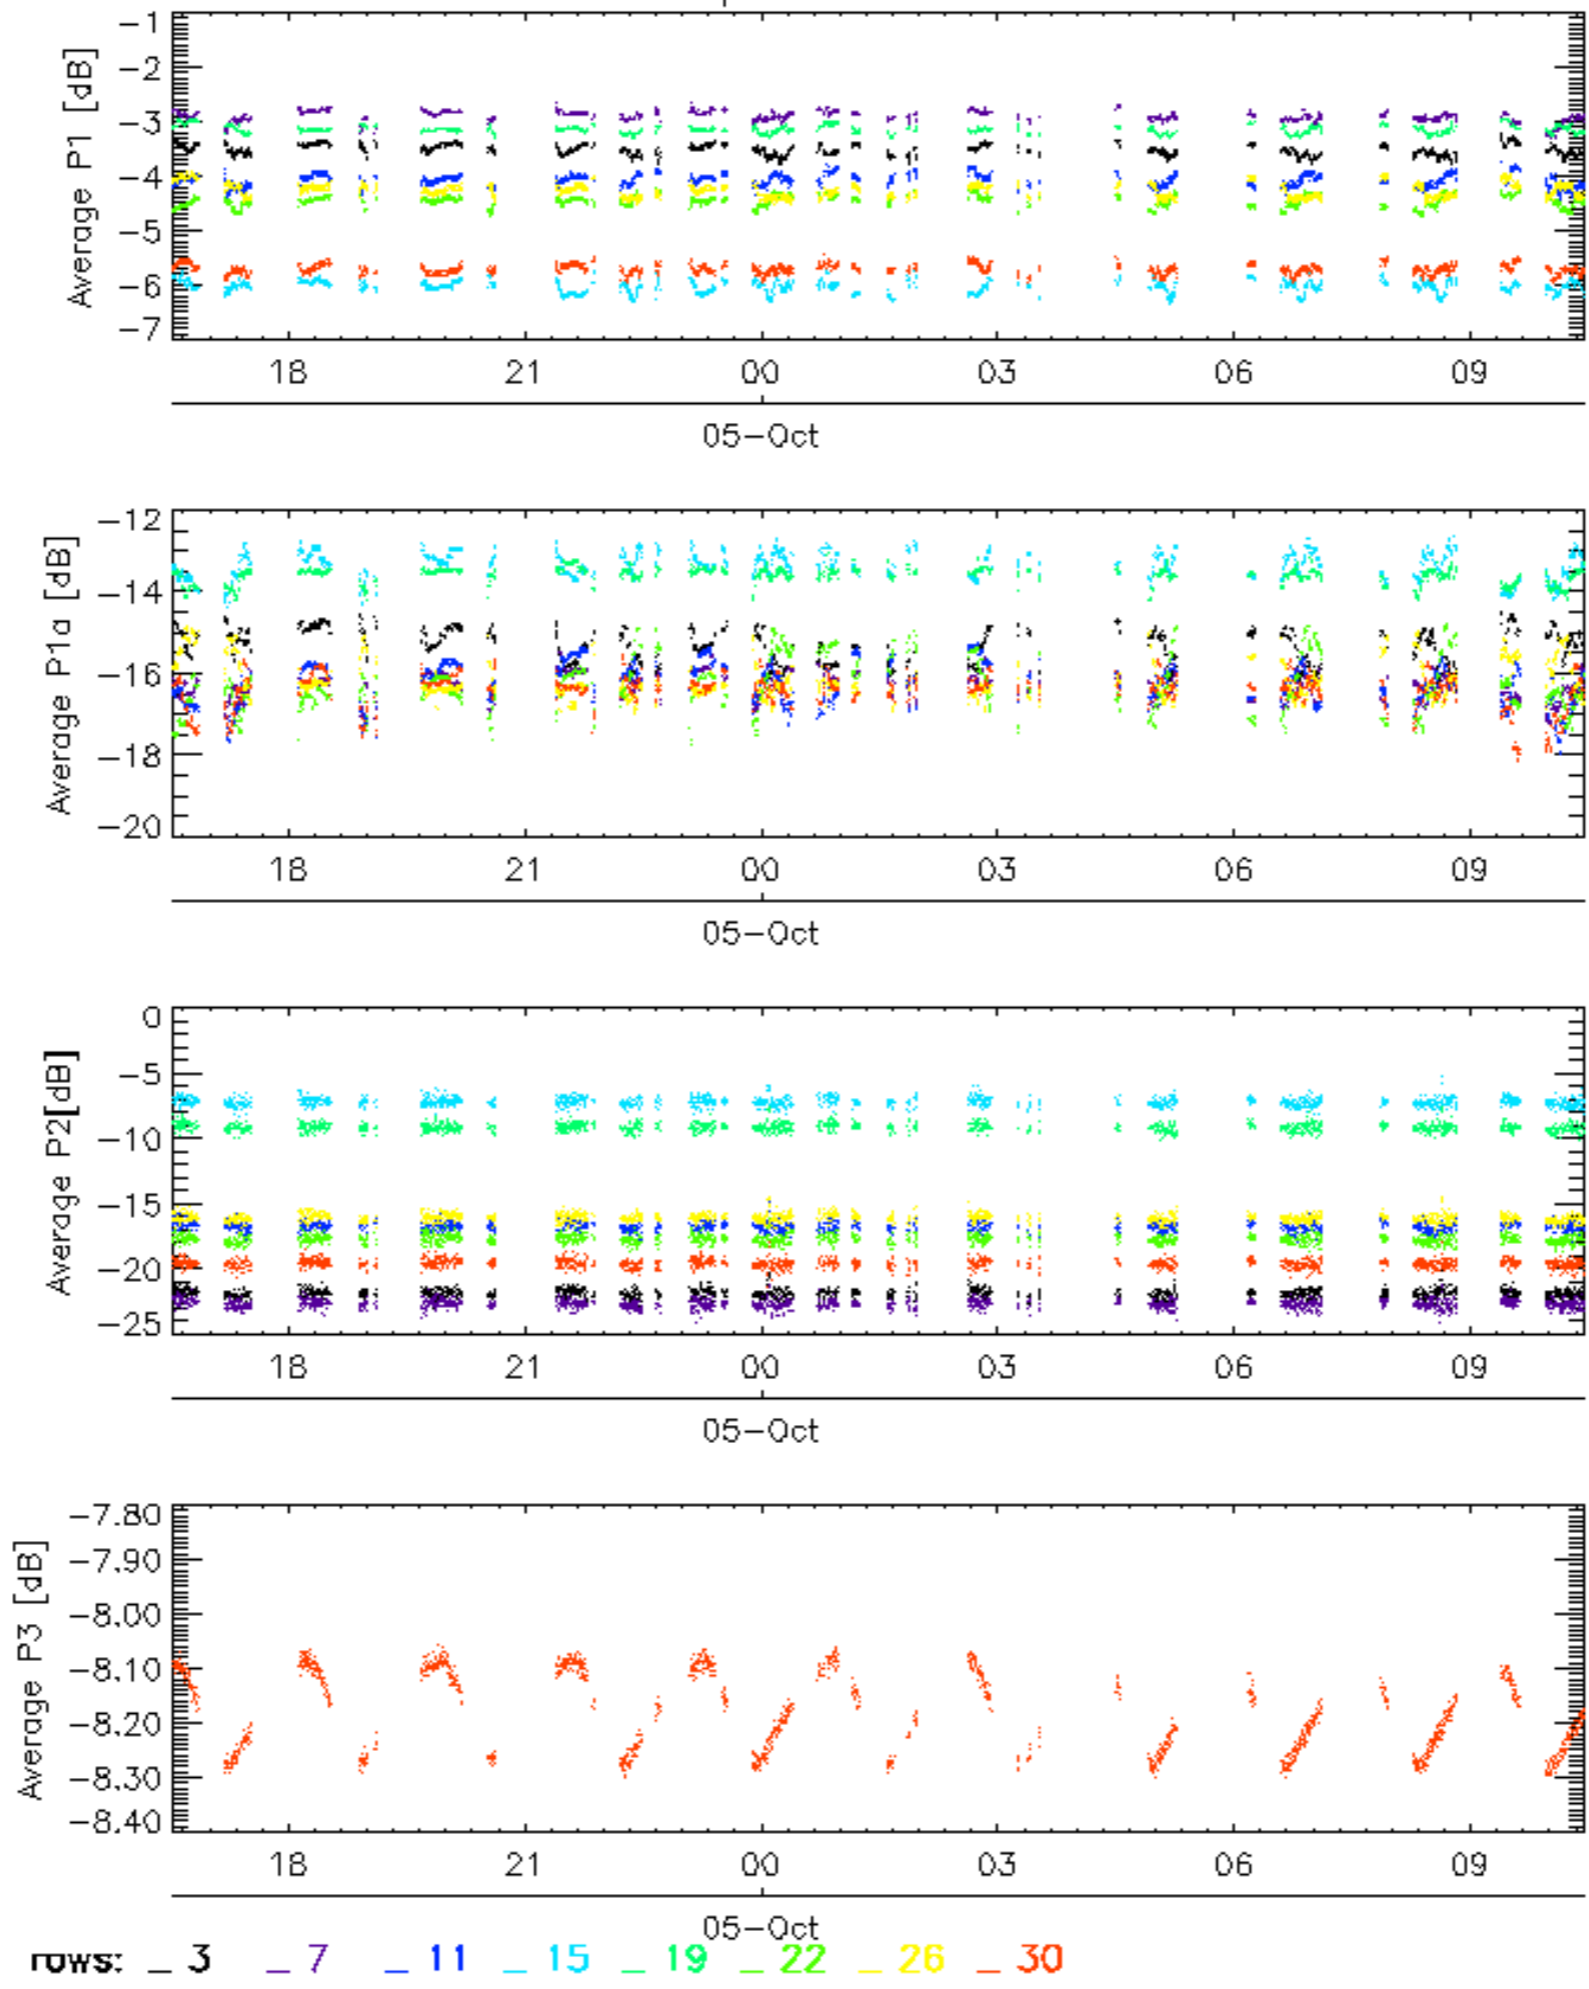 Average P1 [dB]
-1
-2
-3
-4
-5
-6
-7
18 21 00 03 06 09
05-Oct
Average P1a [dB]
-12
-14
-16
-18
-20
18 21 00 03 06 09
05-Oct
Average P2[dB]
0
-5
-10
-15
-20
-25
18 21 00 03 06 09
05-Oct
Average P3 [dB]
-7.80
-7.90
-8.00
-8.10
-8.20
-8.30
-8.40
18 21 00 03 06 09
05-Oct
rows: _ 3 _ 7 _ 11 _ 15 _ 19 _ 22 _ 26 _ 30